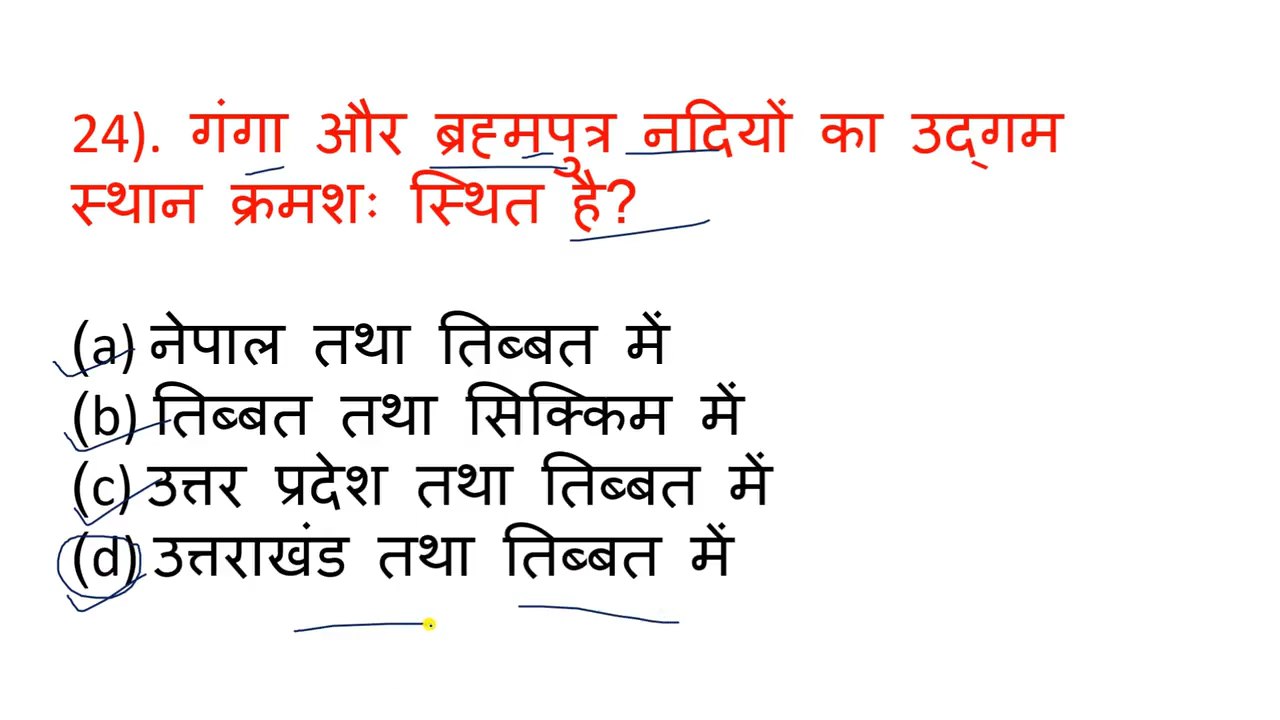 24). गंगा और ब्रह्मपुत्र नदियों का उद्गम
स्थान क्रमशः स्थित है?
(a) नेपाल तथा तिब्बत में
(b) तिब्बत तथा सिक्किम में
(c) उत्तर प्रदेश तथा तिब्बत में
(d) उत्तराखंड तथा तिब्बत में